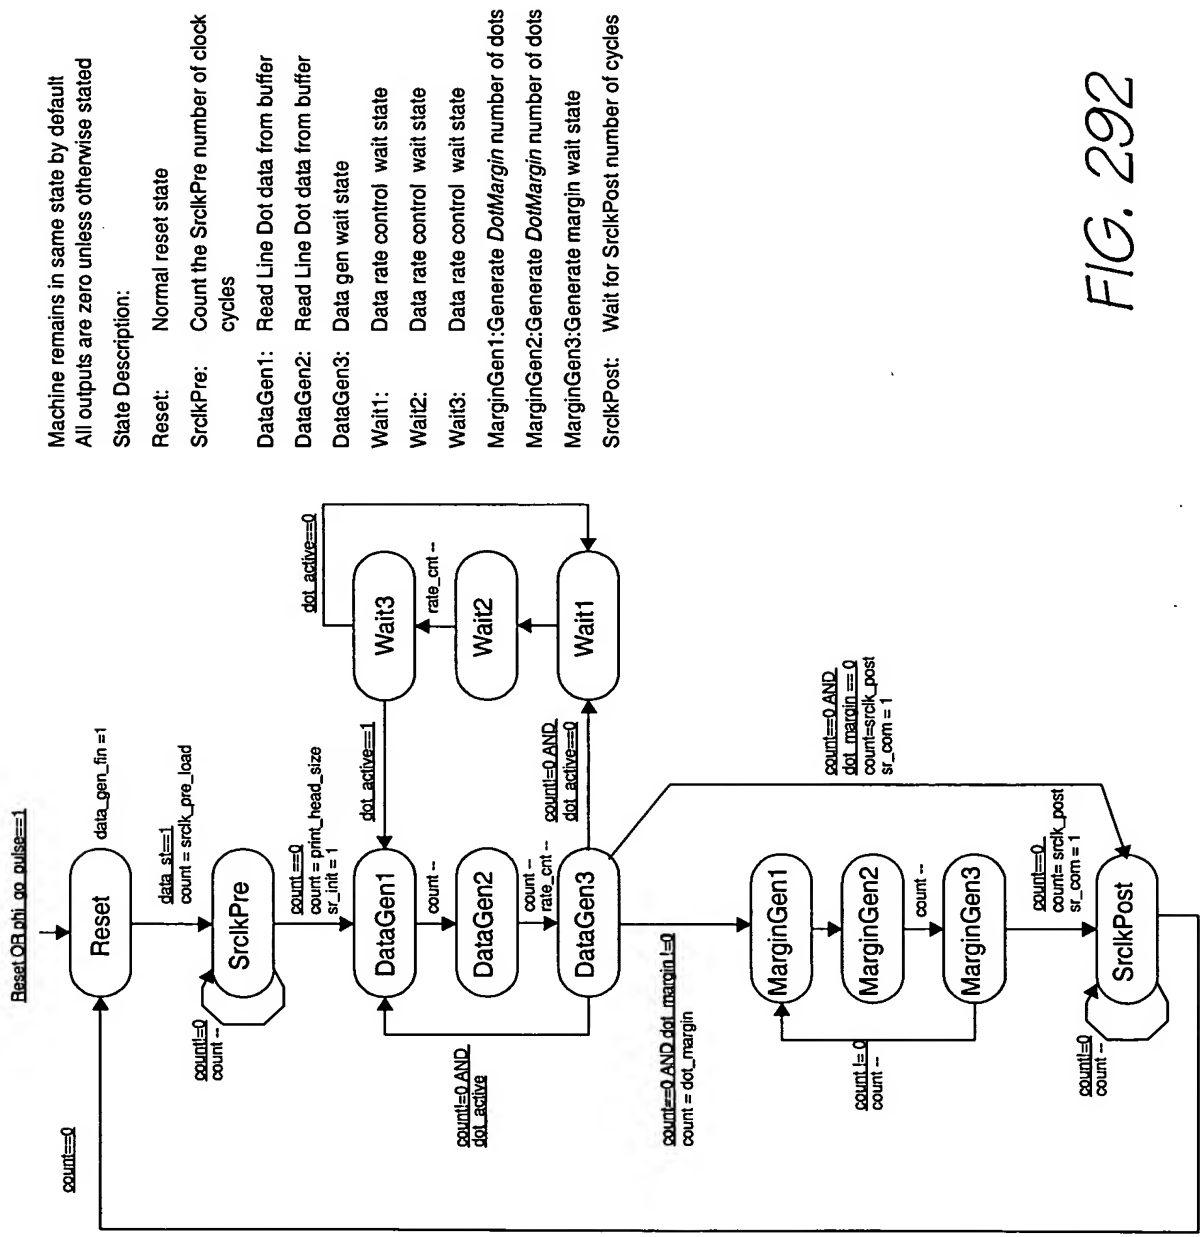 Reset OR phi_go_pulse==1
Reset
data_gen_fin =1
data_st==1
count = srclk_pre_load
SrclkPre
count!=0
count --
count ==0
count = print_head_size
sr_init = 1
DataGen1
count --
DataGen2
count --
rate_cnt --
DataGen3
count!=0 AND
dot_active
dot_active==1
Wait3
dot_active==0
rate_cnt --
Wait2
Wait1
count!=0 AND
dot_active==0
count==0 AND dot_margin !=0
count = dot_margin
count==0 AND
dot_margin == 0
count=srclk_post
sr_com = 1
MarginGen1
MarginGen2
count --
MarginGen3
count != 0
count --
count==0
count= srclk_post
sr_com = 1
SrclkPost
count!=0
count --
count==0
Machine remains in same state by default
All outputs are zero unless otherwise stated
State Description:
Reset: Normal reset state
SrclkPre: Count the SrclkPre number of clock
cycles
DataGen1: Read Line Dot data from buffer
DataGen2: Read Line Dot data from buffer
DataGen3: Data gen wait state
Wait1: Data rate control wait state
Wait2: Data rate control wait state
Wait3: Data rate control wait state
MarginGen1:Generate DotMargin number of dots
MarginGen2:Generate DotMargin number of dots
MarginGen3:Generate margin wait state
SrclkPost: Wait for SrclkPost number of cycles
FIG. 292